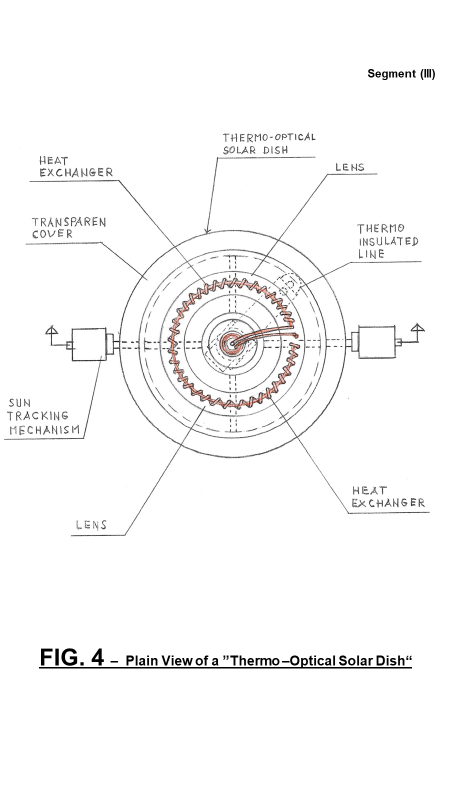 Segment (III)
THERMO-OPTICAL
SOLAR DISH
HEAT
EXCHANGER
LENS
TRANSPAREN
COVER
THERMO
INSULATED
LINE
SUN
TRACKING
MECHANISM
HEAT
EXCHANGER
LENS
FIG. 4 – Plain View of a ”Thermo–Optical Solar Dish“